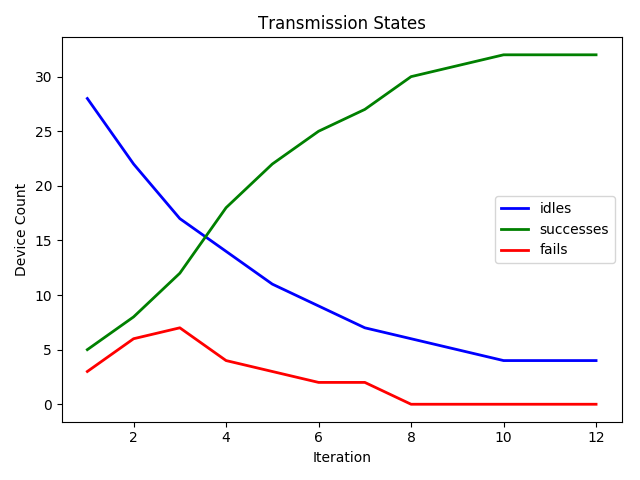 Transmission States
Device Count
30
25
20
15
10
5
0
idles
successes
fails
2 4 6 8 10 12
Iteration